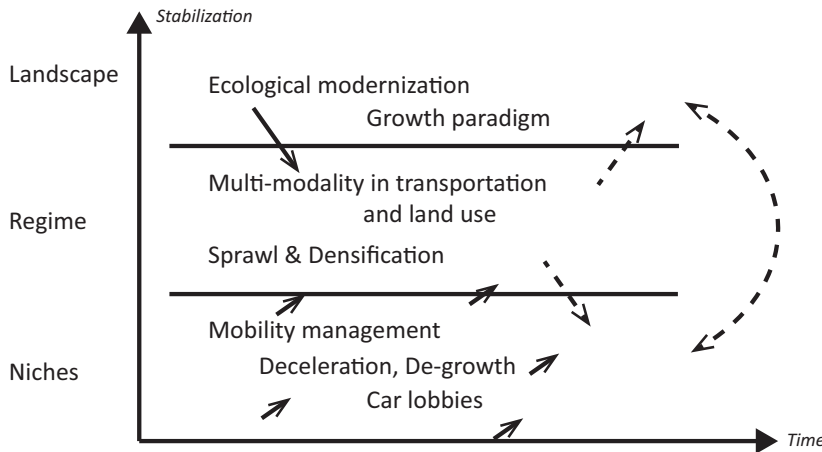 Stabilization
Landscape
Ecological modernization
Growth paradigm
Multi-modality in transportation
and land use
Regime
Sprawl & Densification
Mobility management
Deceleration, De-growth
Niches
Car lobbies
Time